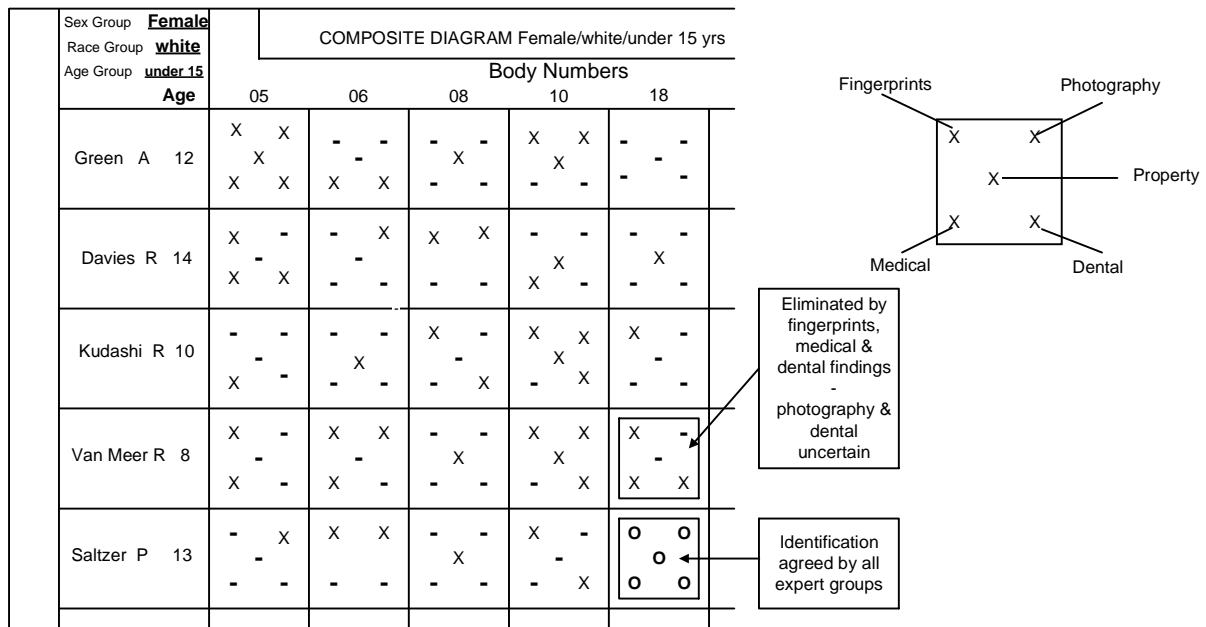 Sex Group Female
Race Group white
Age Group under 15
Age
COMPOSITE DIAGRAM Female/white/under 15 yrs
Body Numbers
05 06 08 10 18
Green A 12
X X - - - - X X - -
X - X X -
X X X X - - - - - -
Davies R 14
X - - X X X - - - -
- - - X X
X X - - - - X - - -
Kudashi R 10
- - - - X - X X X -
- X - X -
X - - - - X - X - -
Van Meer R 8
X - X X - - X X X -
- - X X -
X - X - - - - X X X
Saltzer P 13
- X X X - - X - O O
- - X - O
- - - - - - - X O O
Fingerprints Photography
X X
X Property
X X
Medical Dental
Eliminated by
fingerprints,
medical &
dental findings
-
photography &
dental
uncertain
Identification
agreed by all
expert groups